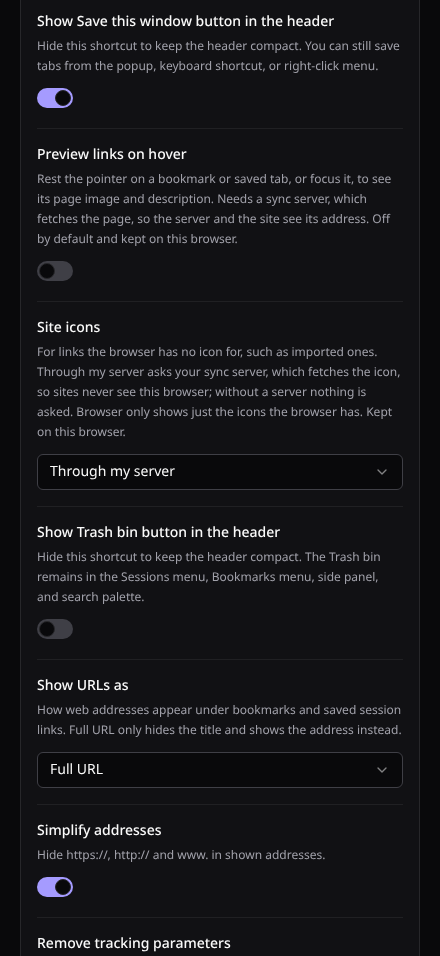 Show Save this window button in the header
Hide this shortcut to keep the header compact. You can still save
tabs from the popup, keyboard shortcut, or right-click menu.
Preview links on hover
Rest the pointer on a bookmark or saved tab, or focus it, to see
its page image and description. Needs a sync server, which
fetches the page, so the server and the site see its address. Off
by default and kept on this browser.
Site icons
For links the browser has no icon for, such as imported ones.
Through my server asks your sync server, which fetches the icon,
so sites never see this browser; without a server nothing is
asked. Browser only shows just the icons the browser has. Kept
on this browser.
Through my server
Show Trash bin button in the header
Hide this shortcut to keep the header compact. The Trash bin
remains in the Sessions menu, Bookmarks menu, side panel,
and search palette.
Show URLs as
How web addresses appear under bookmarks and saved session
links. Full URL only hides the title and shows the address instead.
Full URL
Simplify addresses
Hide https://, http:// and www. in shown addresses.
Remove tracking parameters